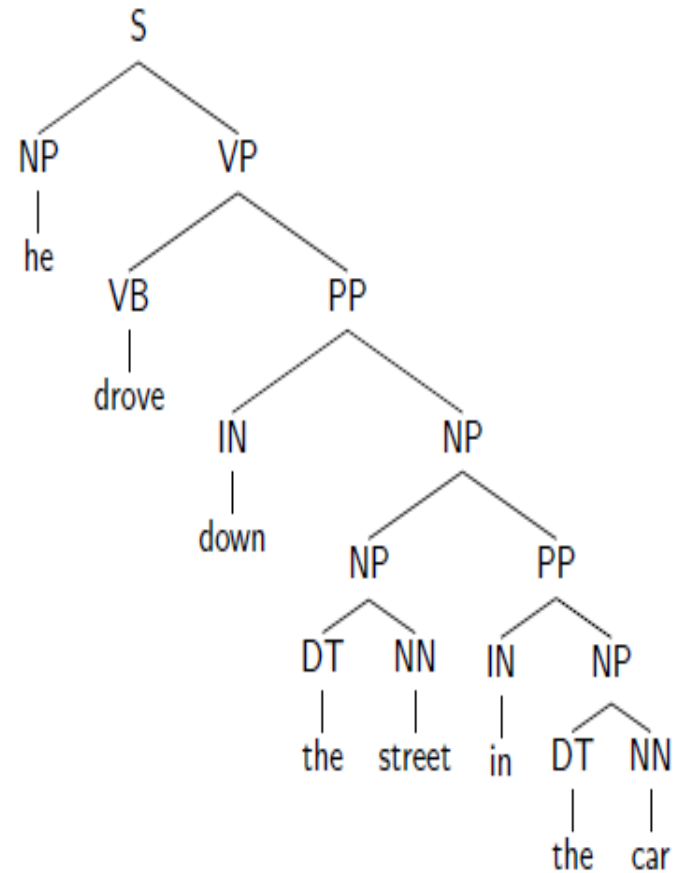 S
NP VP
he
VB PP
drove
IN NP
down
NP PP
DT NN IN NP
the street in DT NN
the car